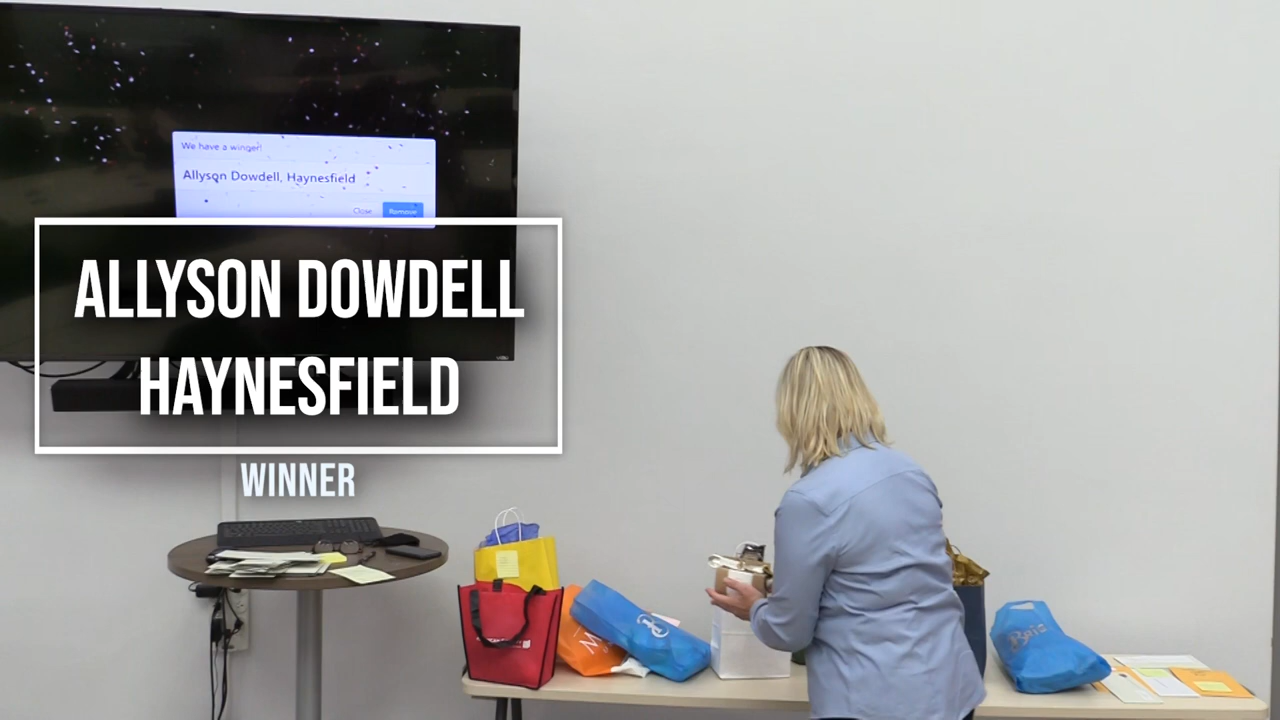 We have a winner!
Allyson Dowdell, Haynesfield
Close Remove
ALLYSON DOWDELL
HAYNESFIELD
WINNER